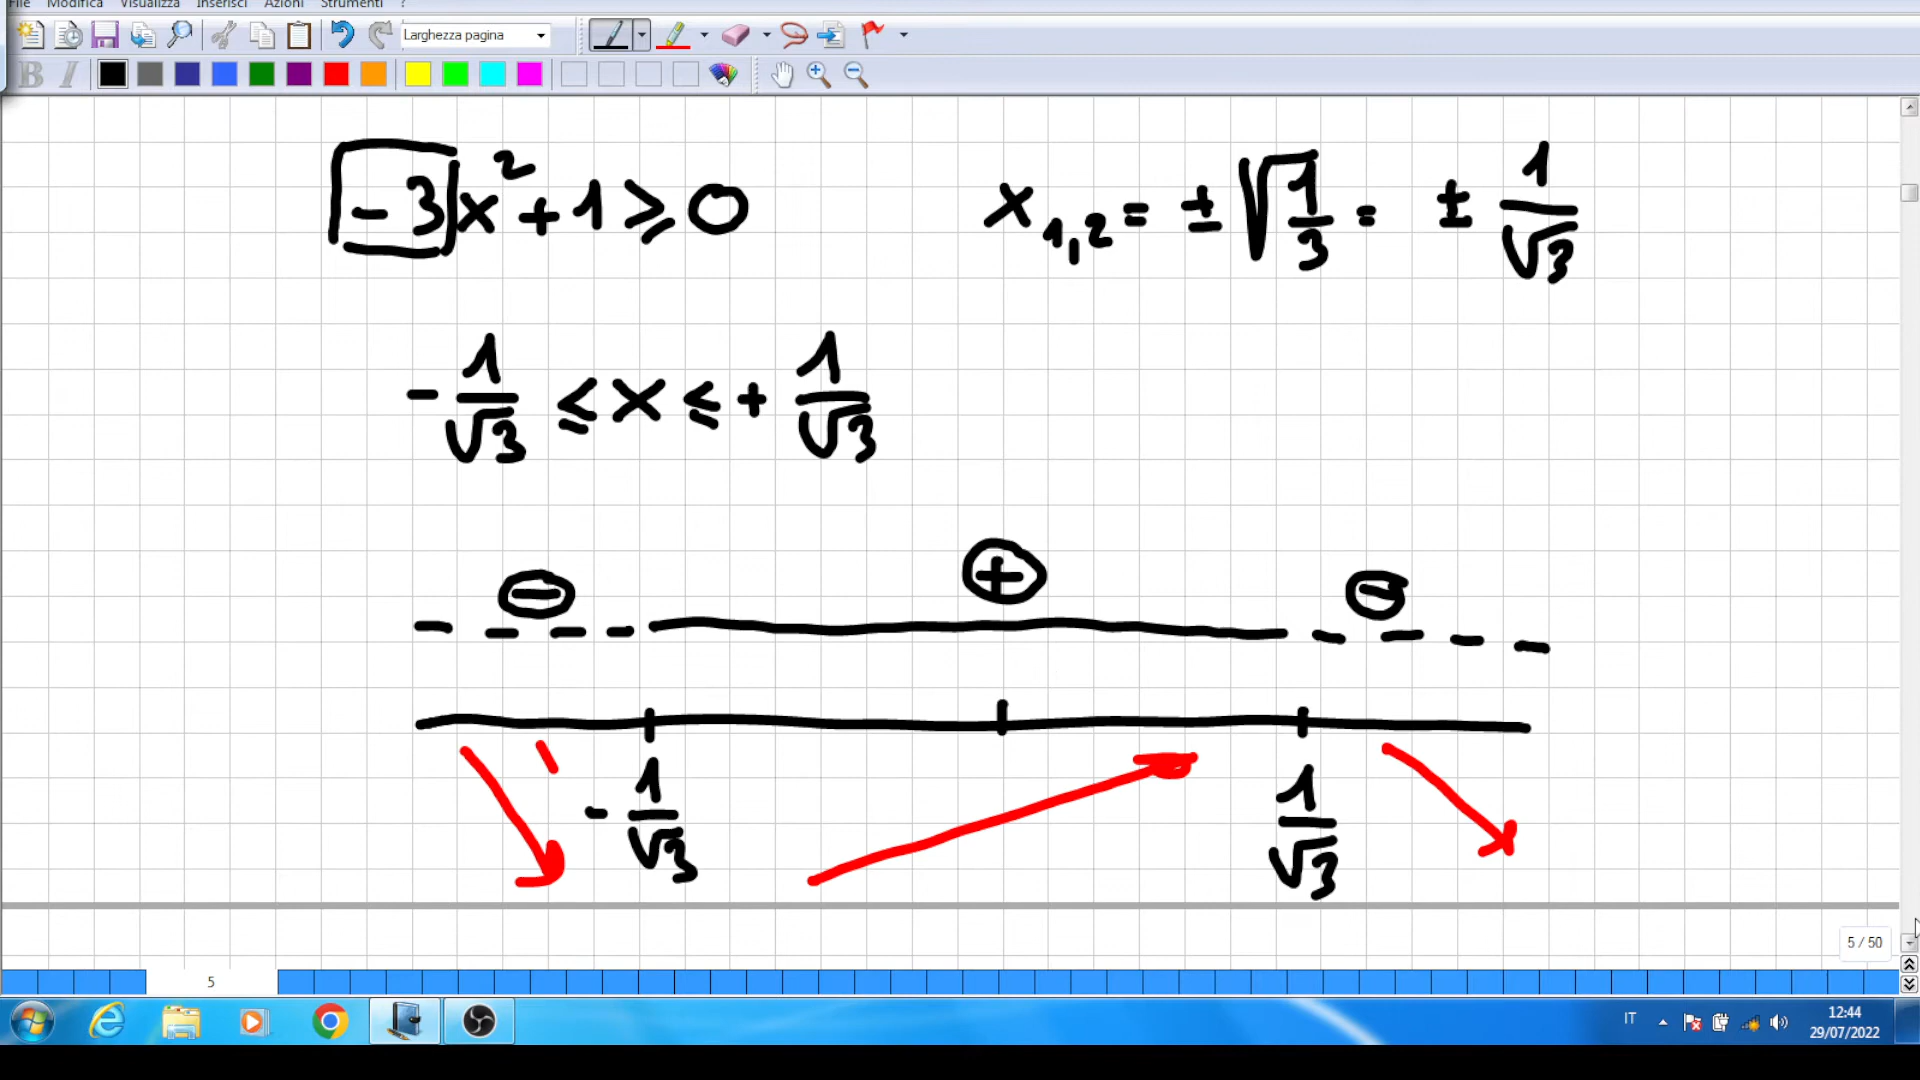 File Modifica Visualizza Inserisci Azioni Strumenti ?
Larghezza pagina
B I
-3x²+1≥0
x1,2 = ±√(1/3) = ± 1/√3
- 1/√3 ≤ x ≤ + 1/√3
⊖ ⊕ ⊖
- 1/√3 1/√3
5 / 50
5
IT
12:44
29/07/2022